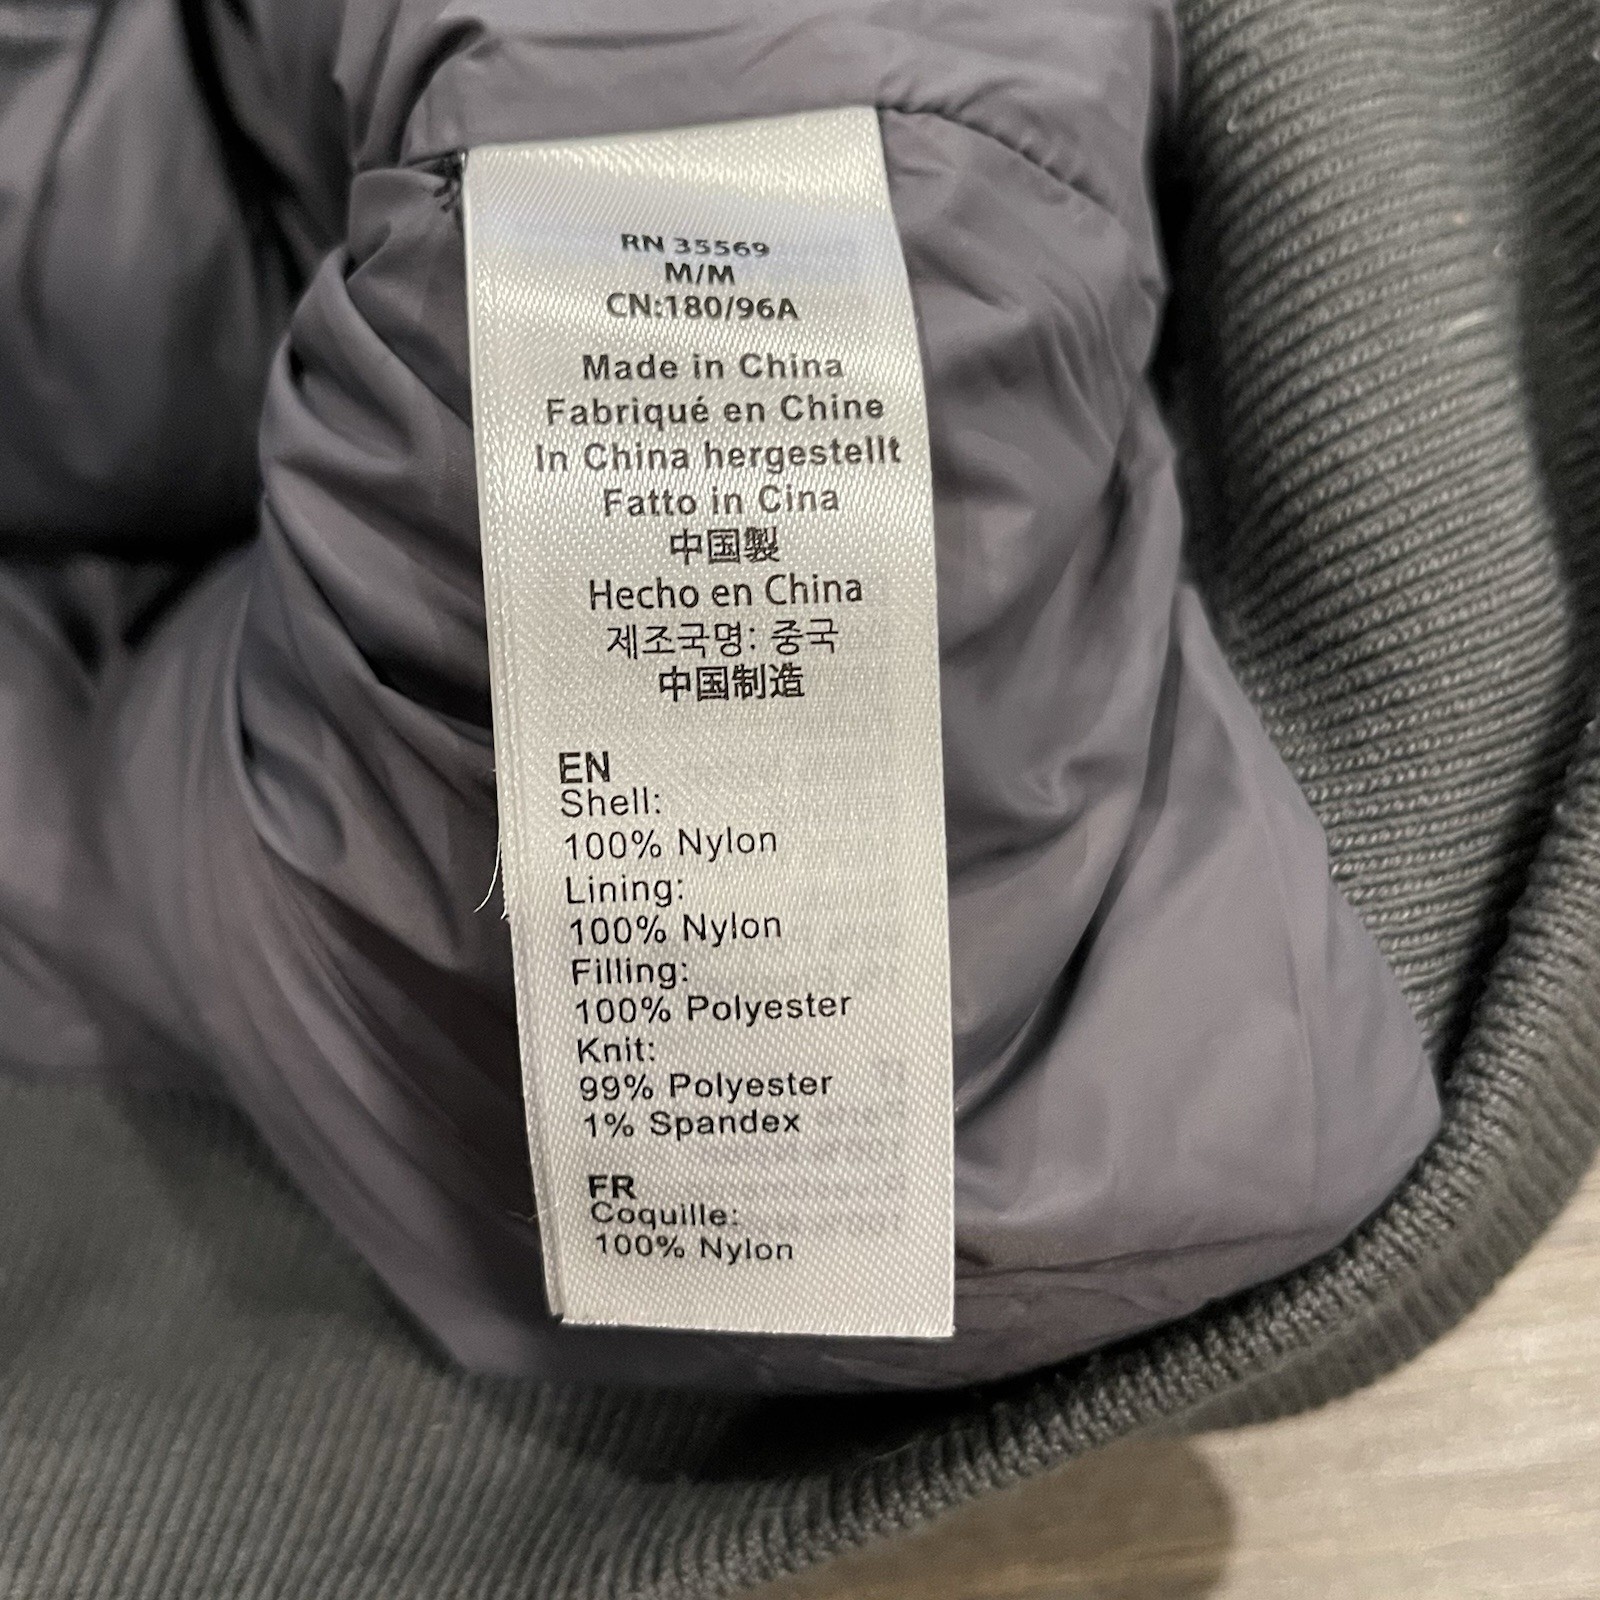 RN 35569
M/M
CN:180/96A
Made in China
Fabriqué en Chine
In China hergestellt
Fatto in Cina
中国製
Hecho en China
제조국명: 중국
中国制造
EN
Shell:
100% Nylon
Lining:
100% Nylon
Filling:
100% Polyester
Knit:
99% Polyester
1% Spandex
FR
Coquille:
100% Nylon